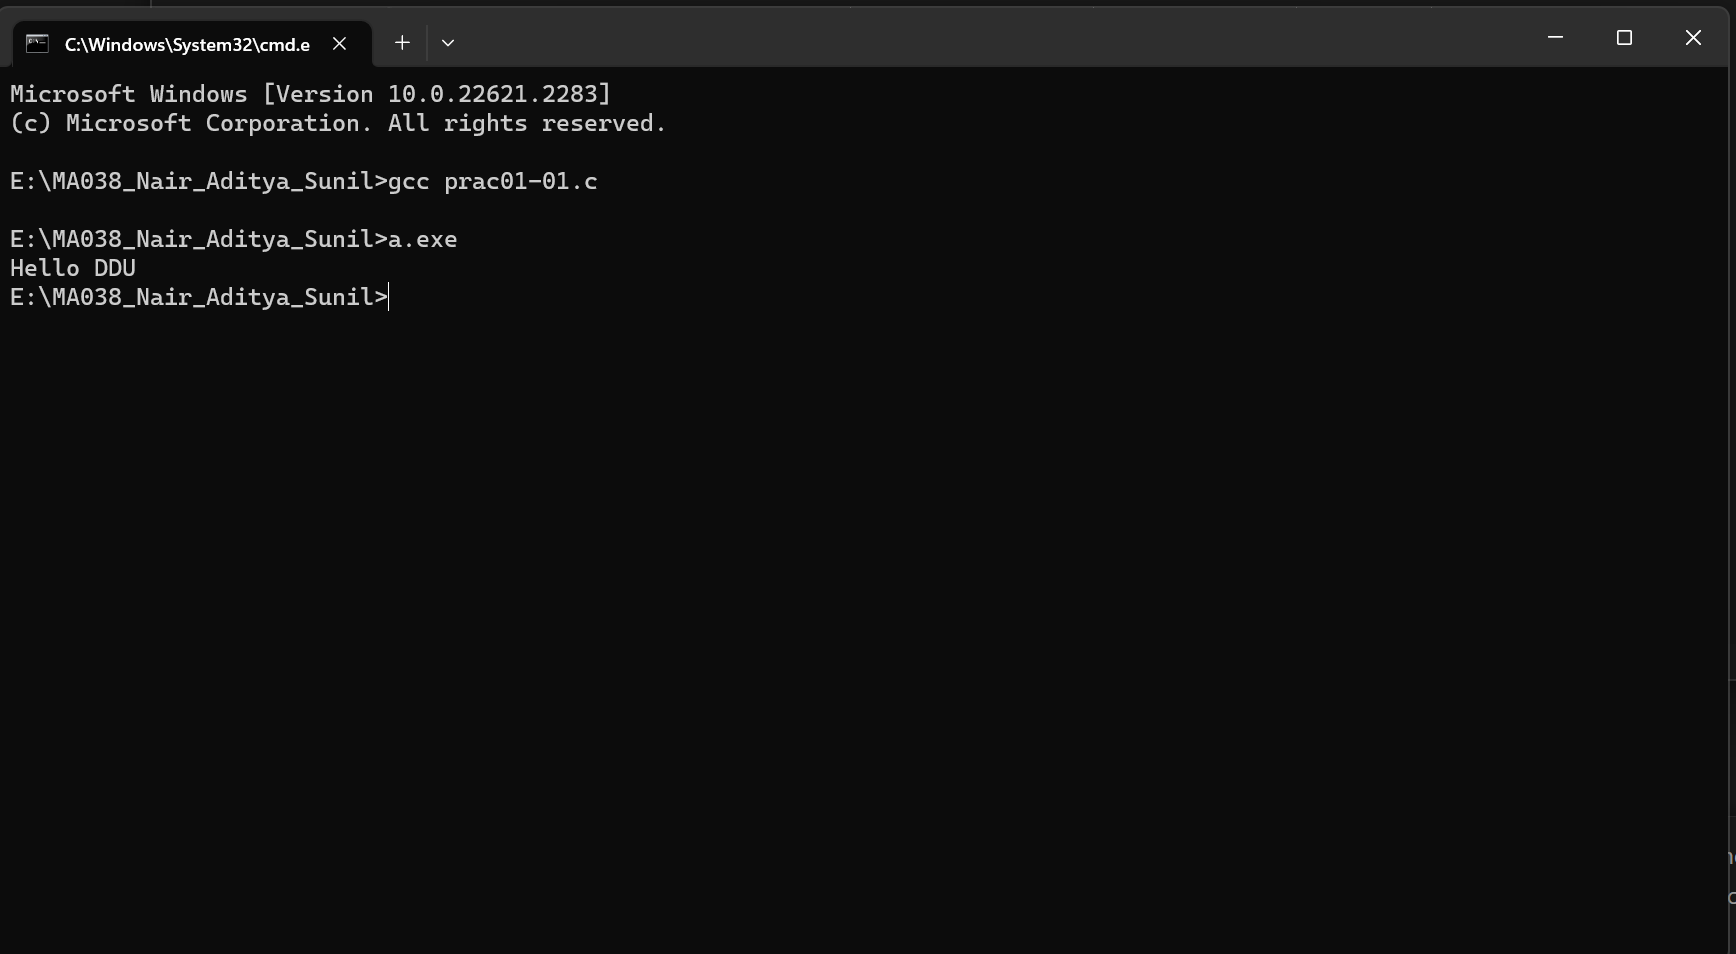 C:\Windows\System32\cmd.e
Microsoft Windows [Version 10.0.22621.2283]
(c) Microsoft Corporation. All rights reserved.
E:\MA038_Nair_Aditya_Sunil>gcc prac01-01.c
E:\MA038_Nair_Aditya_Sunil>a.exe
Hello DDU
E:\MA038_Nair_Aditya_Sunil>